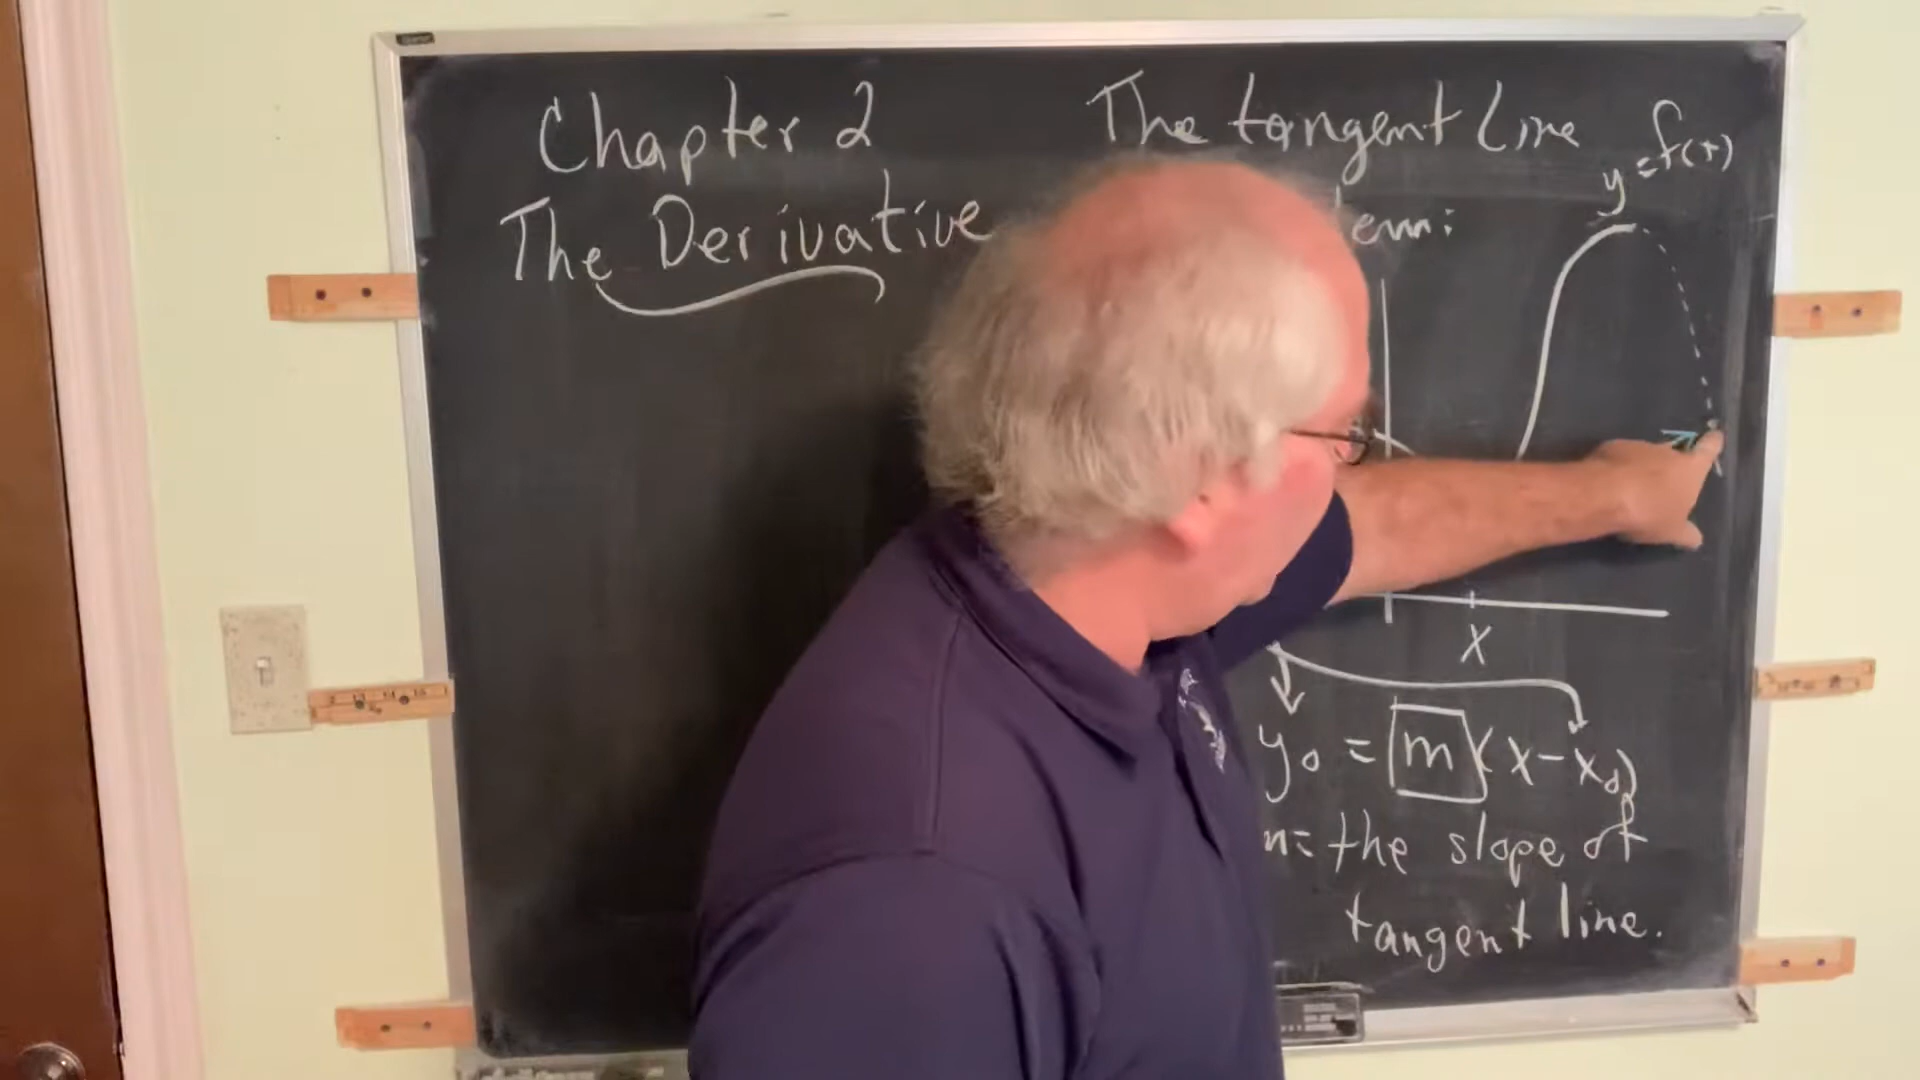 Chapter 2
The Derivative
The tangent Line
lem:
y = f(x)
x
y₀ = m(x - x₀)
m = the slope of
tangent line.